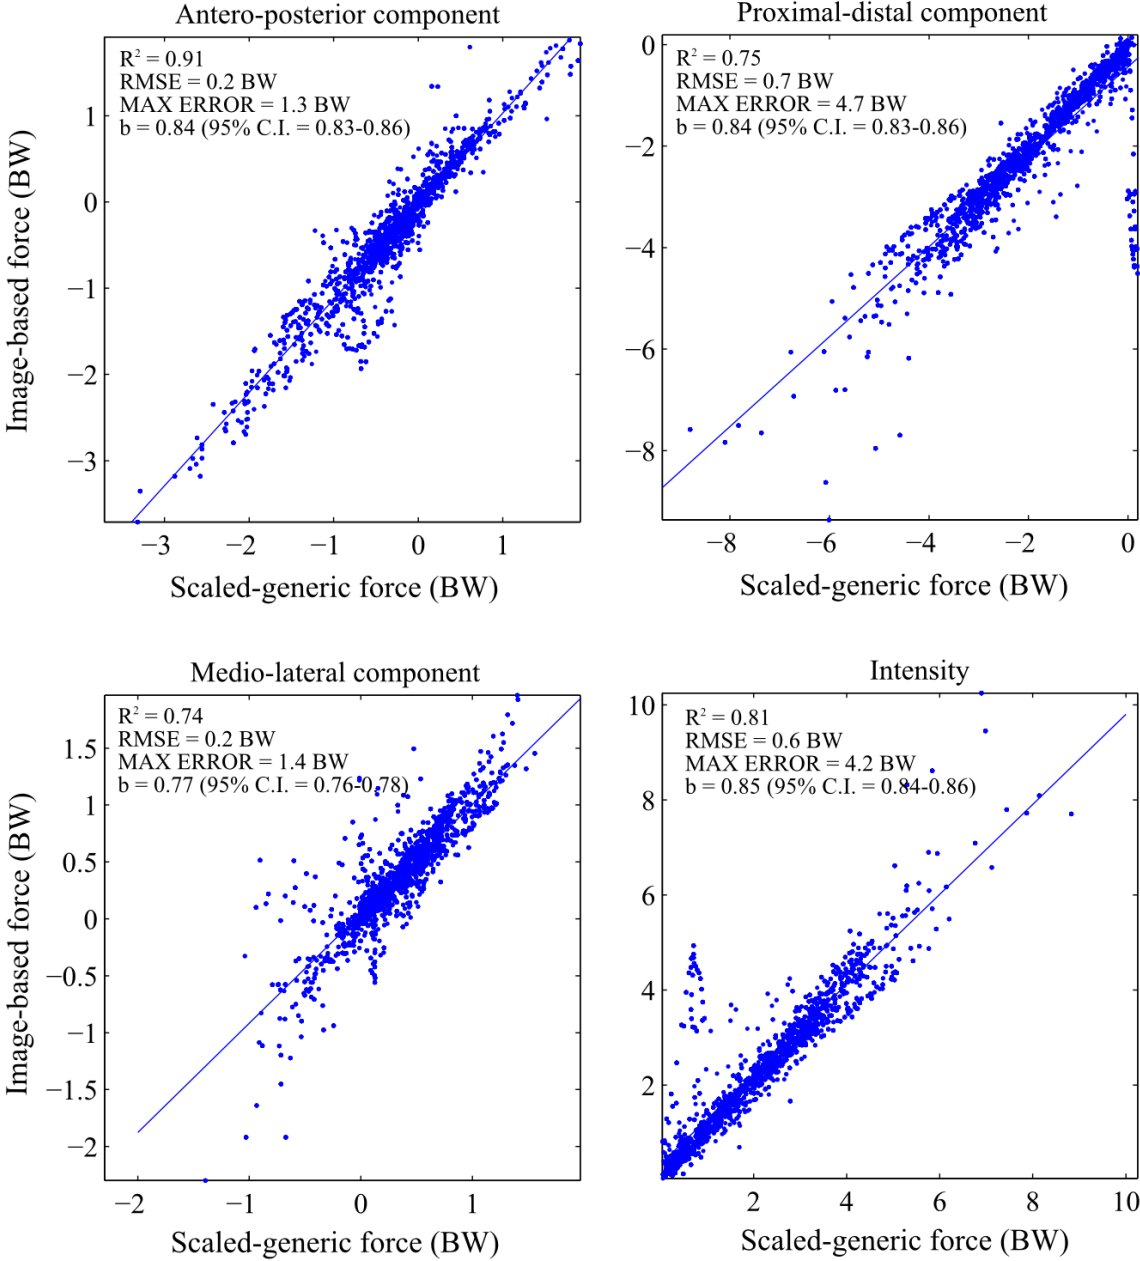 Antero-posterior component
R² = 0.91
RMSE = 0.2 BW
MAX ERROR = 1.3 BW
b = 0.84 (95% C.I. = 0.83-0.86)
1
0
−1
−2
−3
−3 −2 −1 0 1
Image-based force (BW)
Scaled-generic force (BW)
Proximal-distal component
R² = 0.75
RMSE = 0.7 BW
MAX ERROR = 4.7 BW
b = 0.84 (95% C.I. = 0.83-0.86)
0
−2
−4
−6
−8
−8 −6 −4 −2 0
Scaled-generic force (BW)
Medio-lateral component
R² = 0.74
RMSE = 0.2 BW
MAX ERROR = 1.4 BW
b = 0.77 (95% C.I. = 0.76-0.78)
1.5
1
0.5
0
−0.5
−1
−1.5
−2
−2 −1 0 1
Image-based force (BW)
Scaled-generic force (BW)
Intensity
R² = 0.81
RMSE = 0.6 BW
MAX ERROR = 4.2 BW
b = 0.85 (95% C.I. = 0.84-0.86)
10
8
6
4
2
2 4 6 8 10
Scaled-generic force (BW)